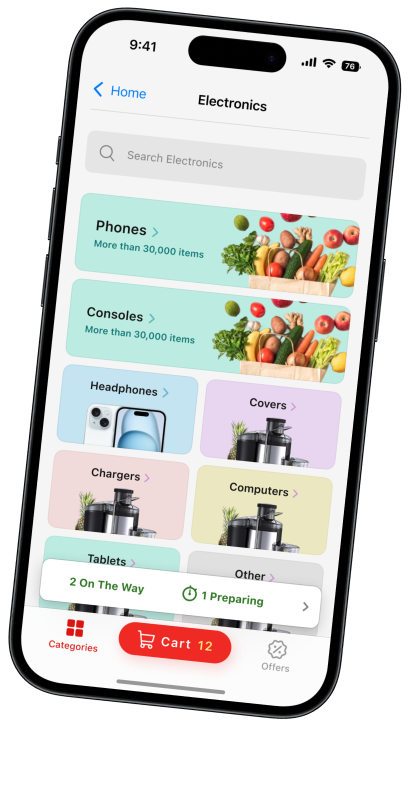 9:41
76
Home
Electronics
Search Electronics
Phones
More than 30,000 items
Consoles
More than 30,000 items
Headphones
Covers
Chargers
Computers
Tablets
Other
2 On The Way
1 Preparing
Categories
Cart 12
Offers